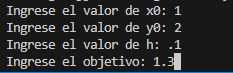 Ingrese el valor de x0: 1
Ingrese el valor de y0: 2
Ingrese el valor de h: .1
Ingrese el objetivo: 1.3